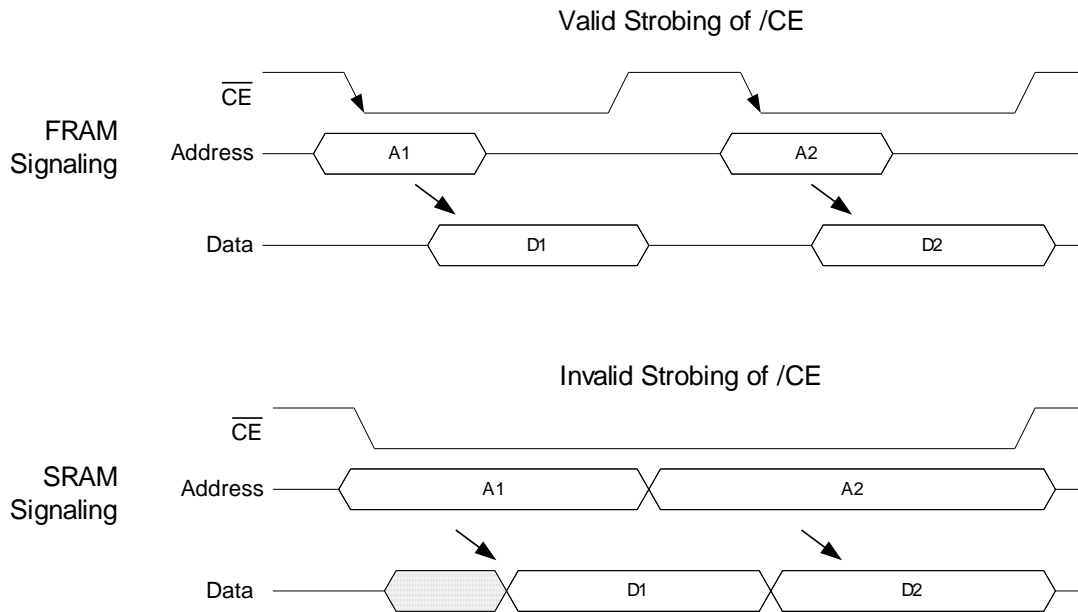 Valid Strobing of /CE
CE
FRAM
Signaling
Address
A1
A2
Data
D1
D2
Invalid Strobing of /CE
CE
SRAM
Signaling
Address
A1
A2
Data
D1
D2